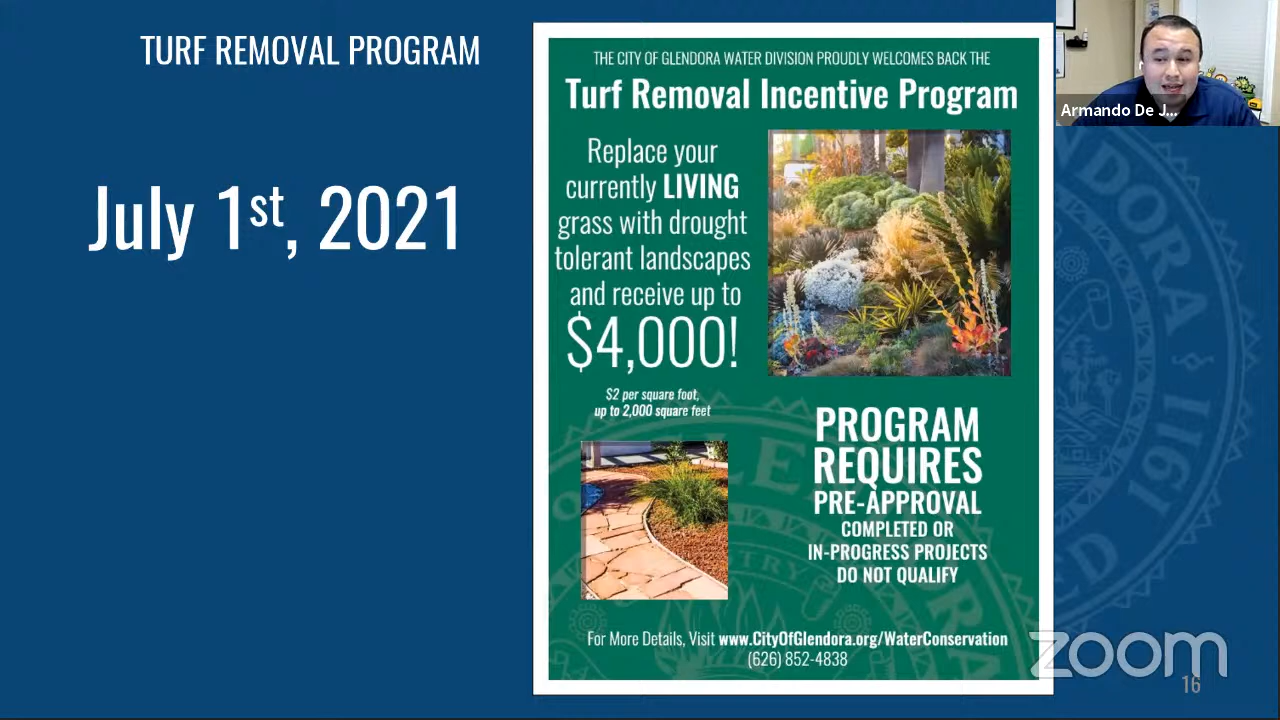 TURF REMOVAL PROGRAM
July 1st, 2021
THE CITY OF GLENDORA WATER DIVISION PROUDLY WELCOMES BACK THE
Turf Removal Incentive Program
Replace your
currently LIVING
grass with drought
tolerant landscapes
and receive up to
$4,000!
$2 per square foot,
up to 2,000 square feet
PROGRAM
REQUIRES
PRE-APPROVAL
COMPLETED OR
IN-PROGRESS PROJECTS
DO NOT QUALIFY
For More Details, Visit www.CityOfGlendora.org/WaterConservation
(626) 852-4838
Armando De J...
zoom
16